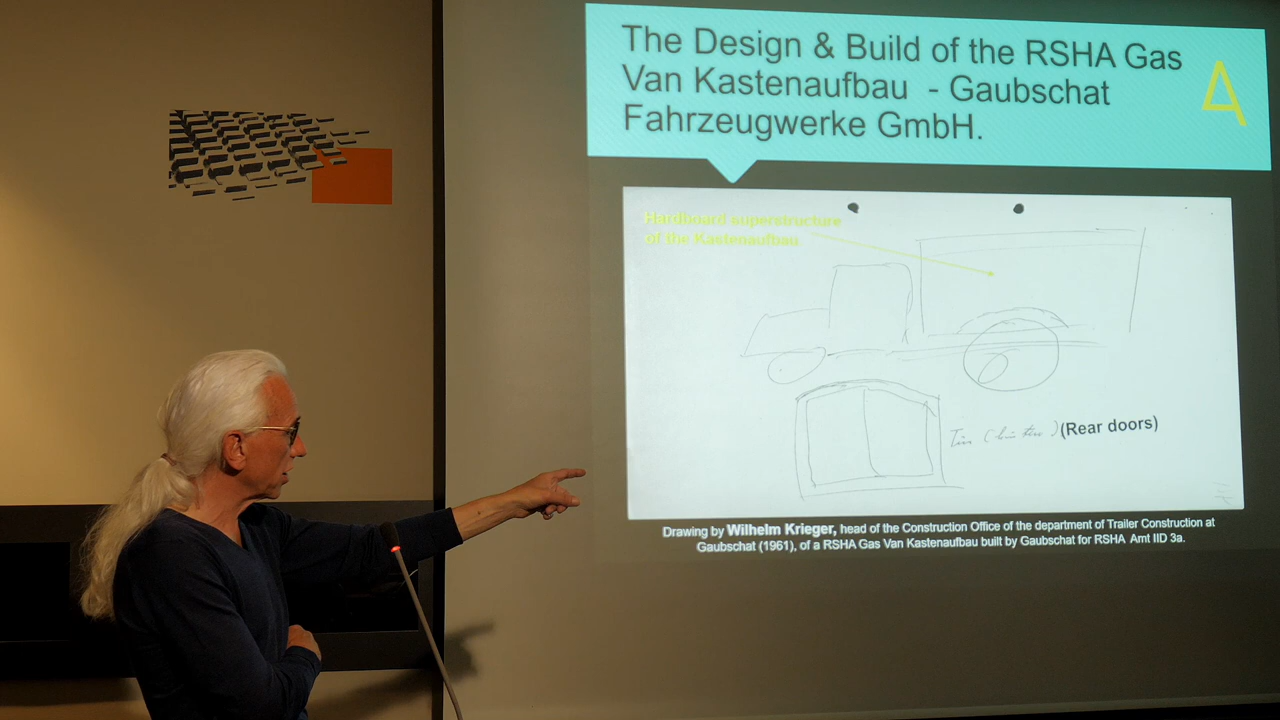 The Design & Build of the RSHA Gas
Van Kastenaufbau - Gaubschat
Fahrzeugwerke GmbH.
Hardboard superstructure
of the Kastenaufbau
(Rear doors)
Drawing by Wilhelm Krieger, head of the Construction Office of the department of Trailer Construction at
Gaubschat (1961), of a RSHA Gas Van Kastenaufbau built by Gaubschat for RSHA Amt IID 3a.